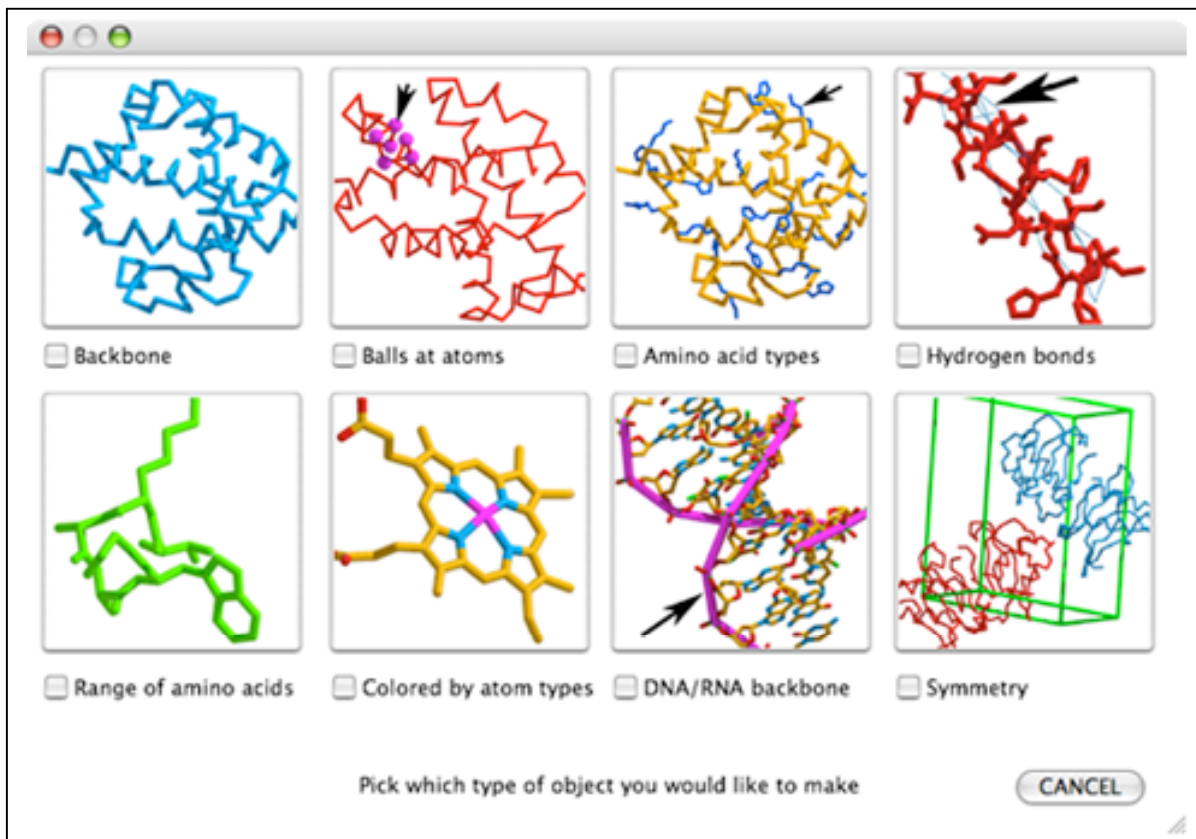 Backbone
Balls at atoms
Amino acid types
Hydrogen bonds
Range of amino acids
Colored by atom types
DNA/RNA backbone
Symmetry
Pick which type of object you would like to make
CANCEL